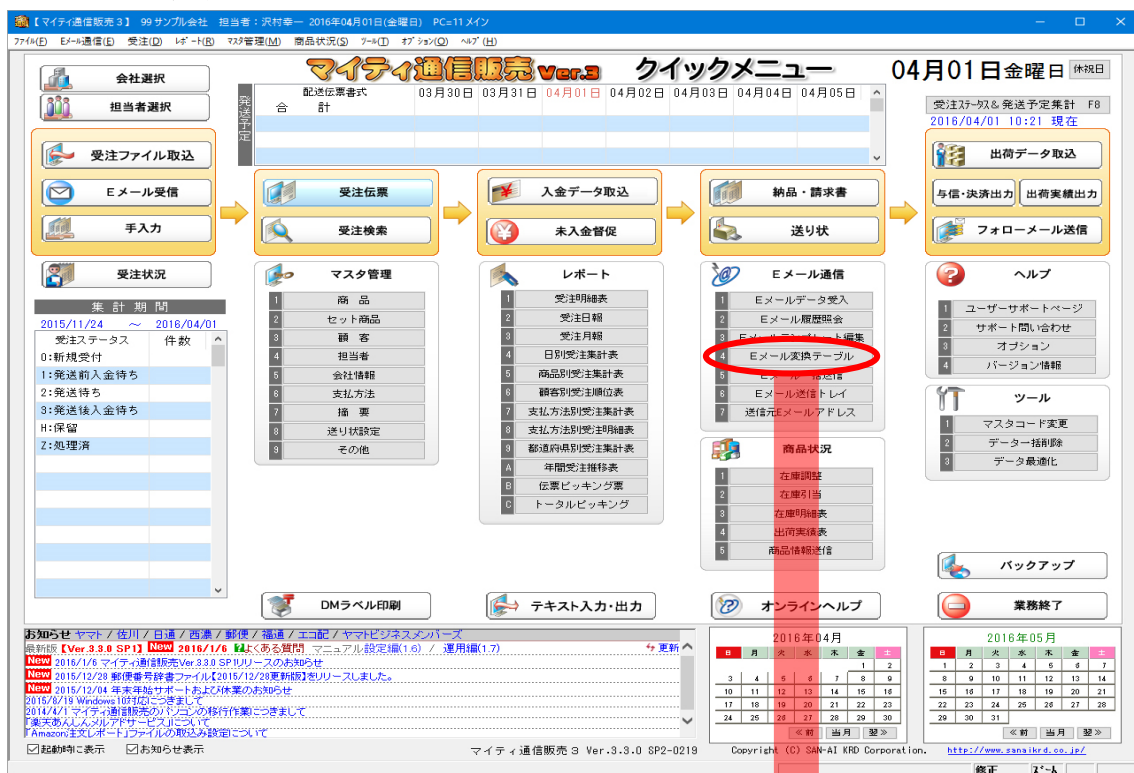 【マイティ通信販売３】 99 サンプル会社 担当者：沢村幸一 2016年04月01日(金曜日) PC=11 メイン
ファイル(F) Eメール通信(E) 受注(D) レポート(R) マスタ管理(M) 商品状況(S) ツール(T) オプション(O) ヘルプ(H)
マイティ通信販売 Ver.3 クイックメニュー
04月01日金曜日 休祝日
会社選択
担当者選択
発送予定
配送伝票書式 03月30日 03月31日 04月01日 04月02日 04月03日 04月04日 04月05日
合 計
受注ステータス＆発送予定集計 F8
2016/04/01 10:21 現在
受注ファイル取込
Eメール受信
手入力
受注伝票
受注検索
入金データ取込
未入金督促
納品・請求書
送り状
出荷データ取込
与信・決済出力 出荷実績出力
フォローメール送信
受注状況
集 計 期 間
2015/11/24 ～ 2016/04/01
受注ステータス 件 数
0:新規受付
1:発送前入金待ち
2:発送待ち
3:発送後入金待ち
H:保留
Z:処理済
マスタ管理
1 商 品
2 セット商品
3 顧 客
4 担当者
5 会社情報
6 支払方法
7 摘 要
8 送り状設定
9 その他
レポート
1 受注明細表
2 受注日報
3 受注月報
4 日別受注集計表
5 商品別受注集計表
6 顧客別受注順位表
7 支払方法別受注集計表
8 支払方法別受注明細表
9 都道府県別受注集計表
A 年間受注推移表
B 伝票ピッキング票
C トータルピッキング
Eメール通信
1 Eメールデータ受入
2 Eメール履歴照会
3 Eメールテンプレート編集
4 Eメール変換テーブル
5 Eメール一括送信
6 Eメール送信トレイ
7 送信元Eメールアドレス
商品状況
1 在庫調整
2 在庫引当
3 在庫明細表
4 出荷実績表
5 商品情報送信
ヘルプ
1 ユーザーサポートページ
2 サポート問い合わせ
3 オプション
4 バージョン情報
ツール
1 マスタコード変更
2 データ一括削除
3 データ最適化
バックアップ
DMラベル印刷
テキスト入力・出力
オンラインヘルプ
業務終了
お知らせ ヤマト / 佐川 / 日通 / 西濃 / 郵便 / 福通 / エコ配 / ヤマトビジネスメンバーズ
最新版【Ver.3.3.0 SP1】 New 2016/1/6 よくある質問 マニュアル設定編(1.6) / 運用編(1.7) 更新
New 2016/1/6 マイティ通信販売Ver.3.3.0 SP1リリースのお知らせ
New 2015/12/28 郵便番号辞書ファイル【2015/12/28更新版】をリリースしました。
New 2015/12/04 年末年始サポートおよび休業のお知らせ
2015/8/19 Windows10対応につきまして
2014/4/1 マイティ通信販売のパソコンの移行作業につきまして
「楽天あんしんメルアドサービス」について
「Amazon注文レポート」ファイルの取込み設定について
2016年04月
日 月 火 水 木 金 土
1 2
3 4 5 6 7 8 9
10 11 12 13 14 15 16
17 18 19 20 21 22 23
24 25 26 27 28 29 30
≪前 当月 翌≫
2016年05月
日 月 火 水 木 金 土
1 2 3 4 5 6 7
8 9 10 11 12 13 14
15 16 17 18 19 20 21
22 23 24 25 26 27 28
29 30 31
≪前 当月 翌≫
起動時に表示 お知らせ表示
マイティ通信販売３ Ver.3.3.0 SP2-0219 Copyright (C) SAN-AI KRD Corporation. http://www.sanaikrd.co.jp/
修正 ズーム